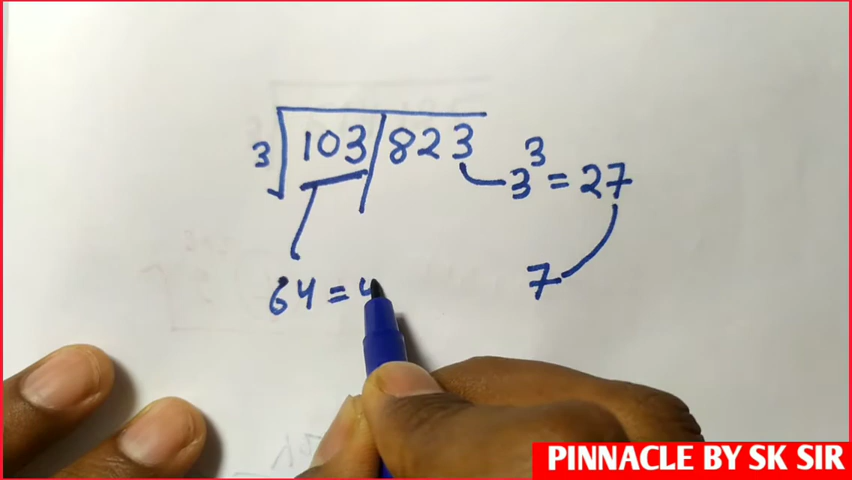 3√103/823
3³ = 27
64 = 4
7
PINNACLE BY SK SIR